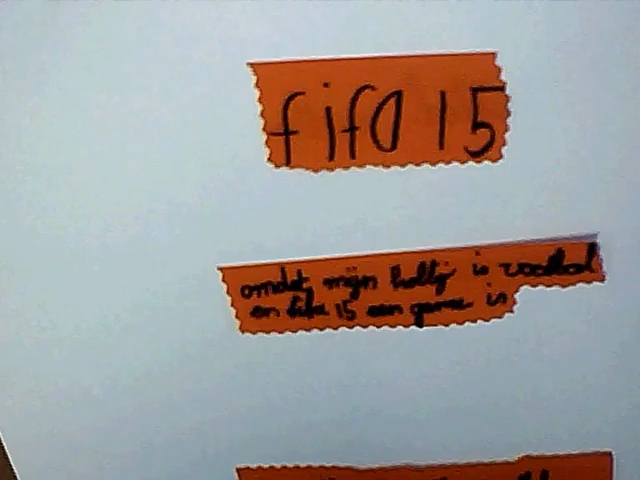 fifa 15
omdat mijn hobby is voetbal
en fifa 15 een game is